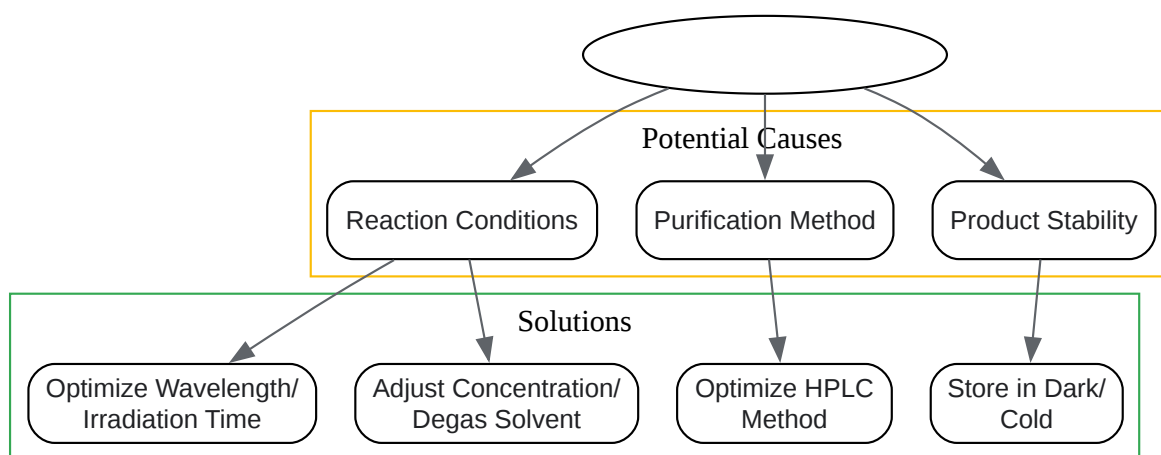 Potential Causes
Reaction Conditions
Purification Method
Product Stability
Solutions
Optimize Wavelength/
Irradiation Time
Adjust Concentration/
Degas Solvent
Optimize HPLC
Method
Store in Dark/
Cold